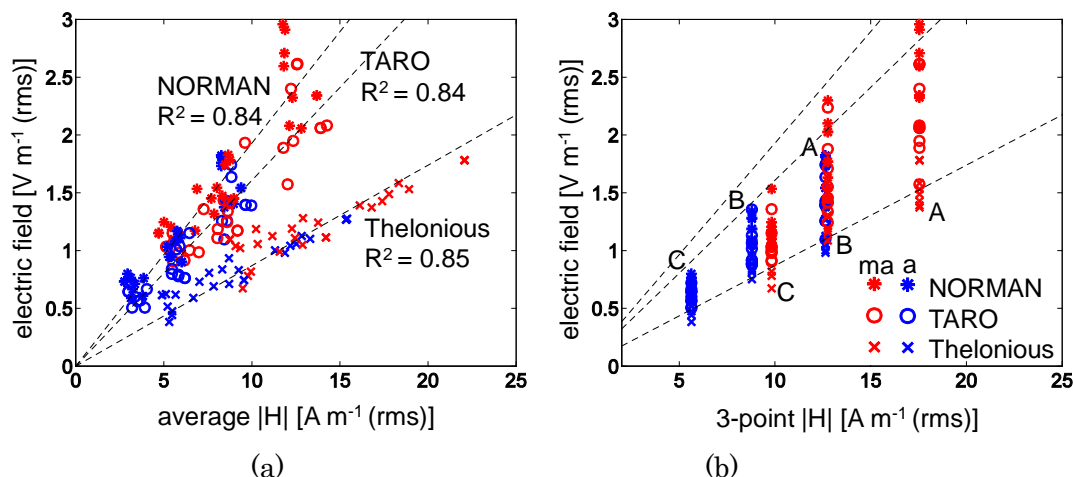 electric field [V m⁻¹ (rms)]
3
2.5
2
1.5
1
0.5
0
NORMAN
R² = 0.84
TARO
R² = 0.84
Thelonious
R² = 0.85
0 5 10 15 20 25
average |H| [A m⁻¹ (rms)]
(a)
electric field [V m⁻¹ (rms)]
3
2.5
2
1.5
1
0.5
0
A
B
C
A
B
C
ma a
NORMAN
TARO
Thelonious
5 10 15 20 25
3-point |H| [A m⁻¹ (rms)]
(b)